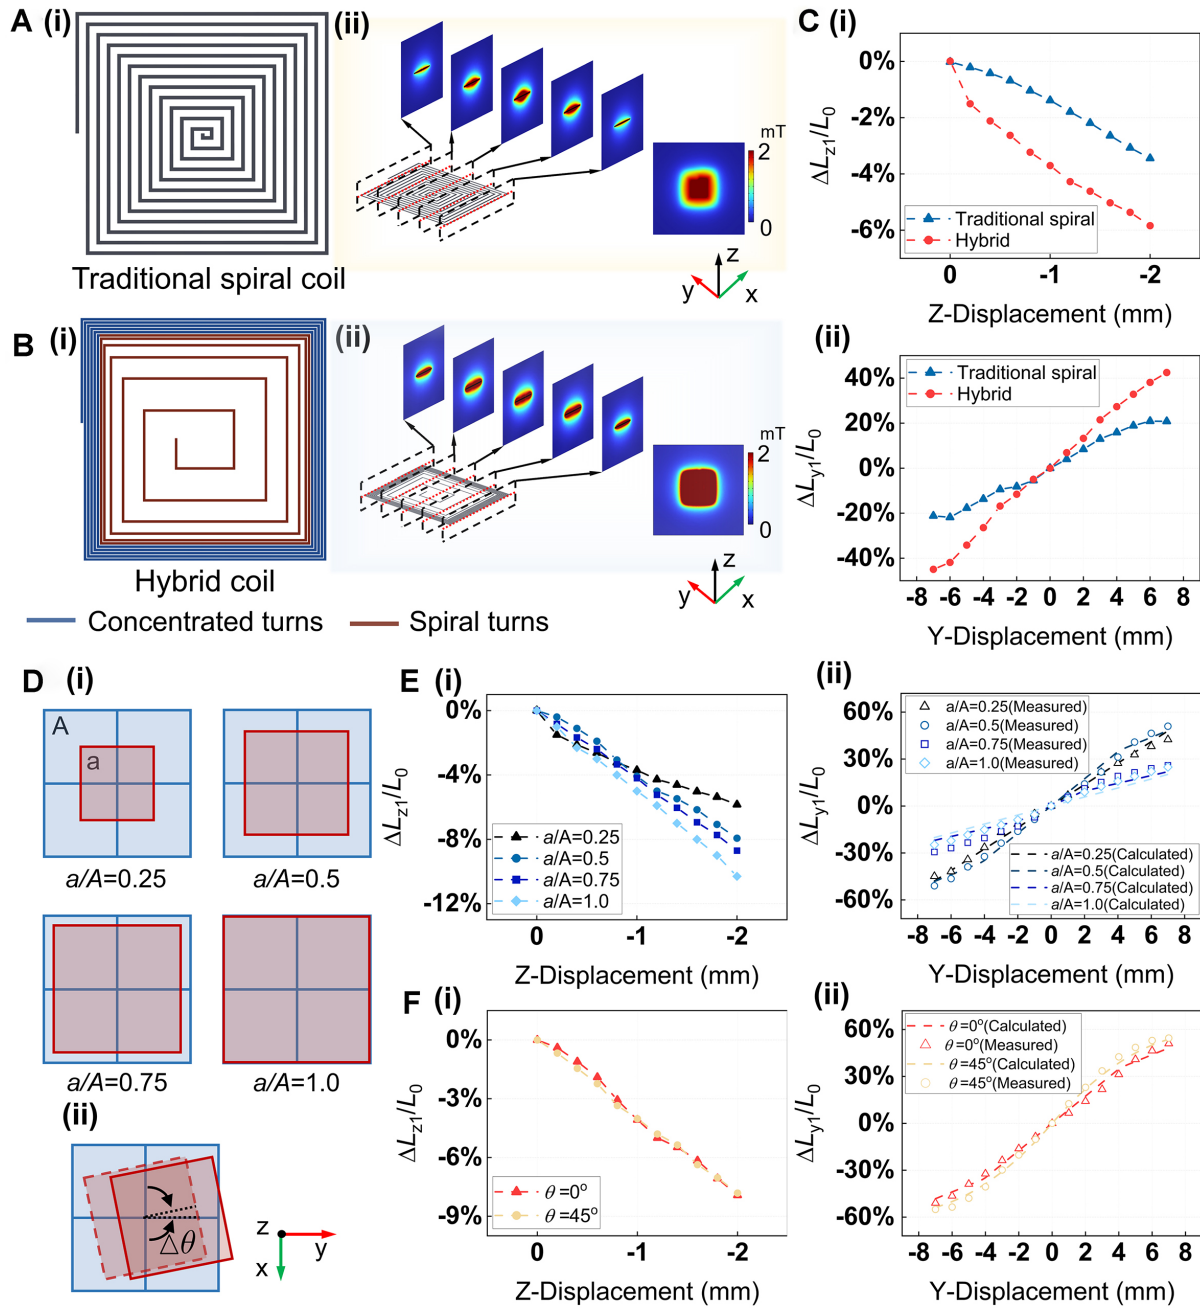 A (i)
Traditional spiral coil
(ii)
mT
2
0
z
y
x
B (i)
Hybrid coil
(ii)
mT
2
0
z
y
x
Concentrated turns
Spiral turns
C (i)
0%
-2%
-4%
-6%
ΔL_z1/L_0
Traditional spiral
Hybrid
0 -1 -2
Z-Displacement (mm)
(ii)
40%
20%
0%
-20%
-40%
ΔL_y1/L_0
Traditional spiral
Hybrid
-8 -6 -4 -2 0 2 4 6 8
Y-Displacement (mm)
D (i)
A
a
a/A=0.25
a/A=0.5
a/A=0.75
a/A=1.0
(ii)
Δθ
z
y
x
E (i)
0%
-4%
-8%
-12%
ΔL_z1/L_0
a/A=0.25
a/A=0.5
a/A=0.75
a/A=1.0
0 -1 -2
Z-Displacement (mm)
(ii)
60%
30%
0%
-30%
-60%
ΔL_y1/L_0
a/A=0.25(Measured)
a/A=0.5(Measured)
a/A=0.75(Measured)
a/A=1.0(Measured)
a/A=0.25(Calculated)
a/A=0.5(Calculated)
a/A=0.75(Calculated)
a/A=1.0(Calculated)
-8 -6 -4 -2 0 2 4 6 8
Y-Displacement (mm)
F (i)
0%
-3%
-6%
-9%
ΔL_z1/L_0
θ=0°
θ=45°
0 -1 -2
Z-Displacement (mm)
(ii)
60%
30%
0%
-30%
-60%
ΔL_y1/L_0
θ=0°(Calculated)
θ=0°(Measured)
θ=45°(Calculated)
θ=45°(Measured)
-8 -6 -4 -2 0 2 4 6 8
Y-Displacement (mm)